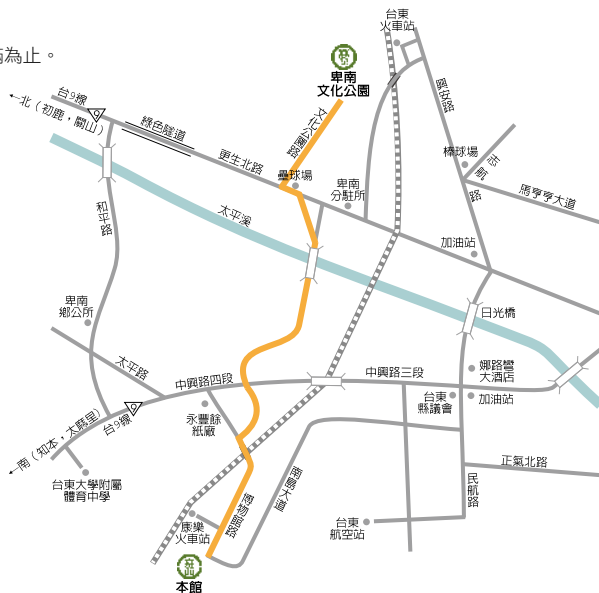 滿為止。
台東
火車站
卑南
文化公園
台9線
←北（初鹿，關山）
綠色隧道
文化公園路
興安路
更生北路
棒球場
志航路
壘球場
卑南
分駐所
馬亨亨大道
和平路
太平溪
加油站
卑南
鄉公所
日光橋
太平路
中興路四段
中興路三段
娜路彎
大酒店
台東
縣議會
加油站
永豐餘
紙廠
台9線
←南（知本，太麻里）
正氣北路
台東大學附屬
體育中學
南島大道
民航路
博物館路
康樂
火車站
台東
航空站
本館